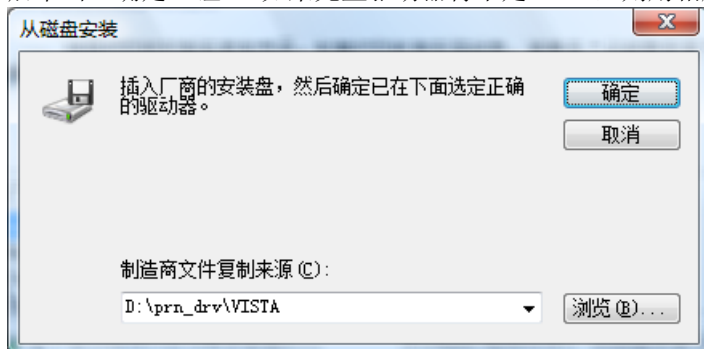 从磁盘安装
插入厂商的安装盘，然后确定已在下面选定正确
的驱动器。
确定
取消
制造商文件复制来源(C):
D:\prn_drv\VISTA
浏览(B)...